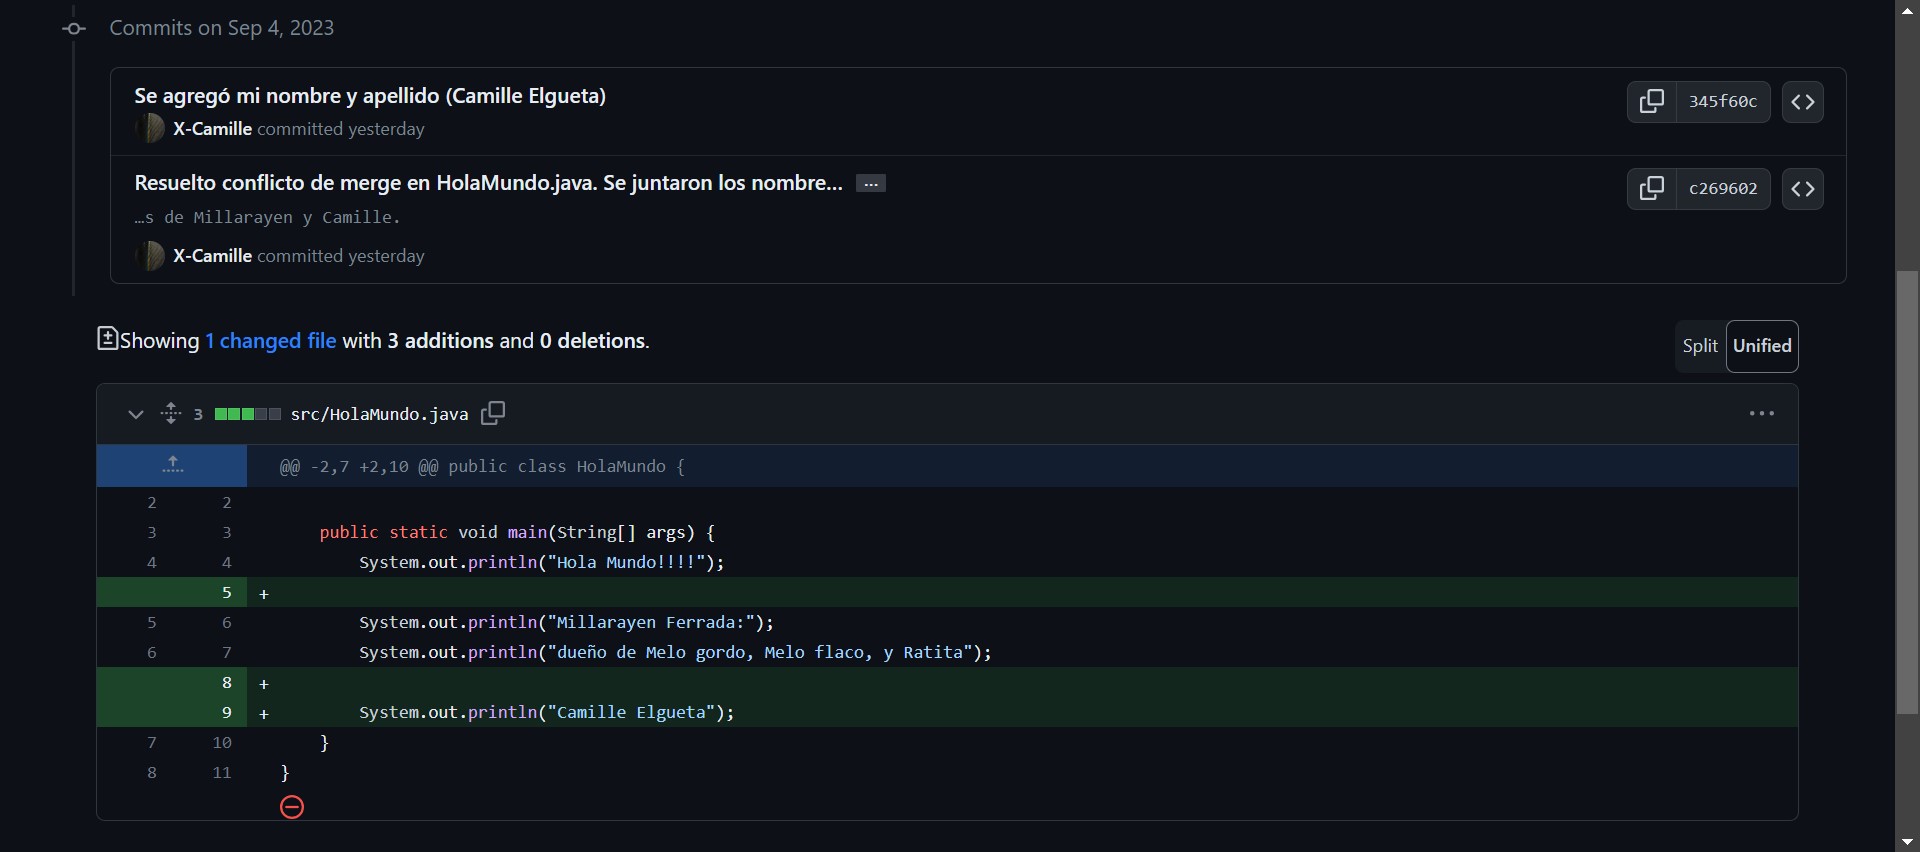 Commits on Sep 4, 2023
Se agregó mi nombre y apellido (Camille Elgueta)
345f60c
X-Camille committed yesterday
Resuelto conflicto de merge en HolaMundo.java. Se juntaron los nombre... …
c269602
…s de Millarayen y Camille.
X-Camille committed yesterday
Showing 1 changed file with 3 additions and 0 deletions.
Split Unified
3 src/HolaMundo.java
@@ -2,7 +2,10 @@ public class HolaMundo {
2 2
3 3 public static void main(String[] args) {
4 4 System.out.println("Hola Mundo!!!!");
5 +
5 6 System.out.println("Millarayen Ferrada:");
6 7 System.out.println("dueño de Melo gordo, Melo flaco, y Ratita");
8 +
9 + System.out.println("Camille Elgueta");
7 10 }
8 11 }